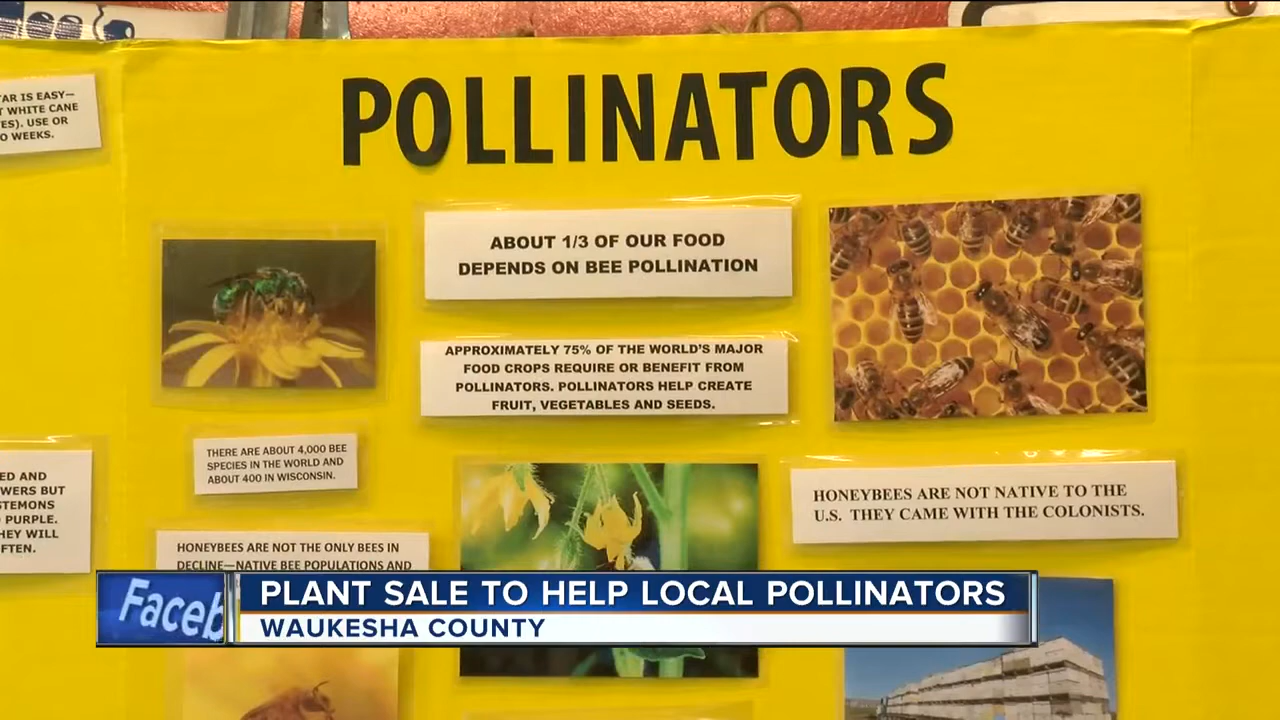 TAR IS EASY—
T WHITE CANE
ES). USE OR
O WEEKS.
POLLINATORS
ABOUT 1/3 OF OUR FOOD
DEPENDS ON BEE POLLINATION
APPROXIMATELY 75% OF THE WORLD'S MAJOR
FOOD CROPS REQUIRE OR BENEFIT FROM
POLLINATORS. POLLINATORS HELP CREATE
FRUIT, VEGETABLES AND SEEDS.
THERE ARE ABOUT 4,000 BEE
SPECIES IN THE WORLD AND
ABOUT 400 IN WISCONSIN.
HONEYBEES ARE NOT NATIVE TO THE
U.S. THEY CAME WITH THE COLONISTS.
ED AND
WERS BUT
STEMONS
PURPLE.
HEY WILL
FTEN.
HONEYBEES ARE NOT THE ONLY BEES IN
DECLINE—NATIVE BEE POPULATIONS AND
Faceb
PLANT SALE TO HELP LOCAL POLLINATORS
WAUKESHA COUNTY